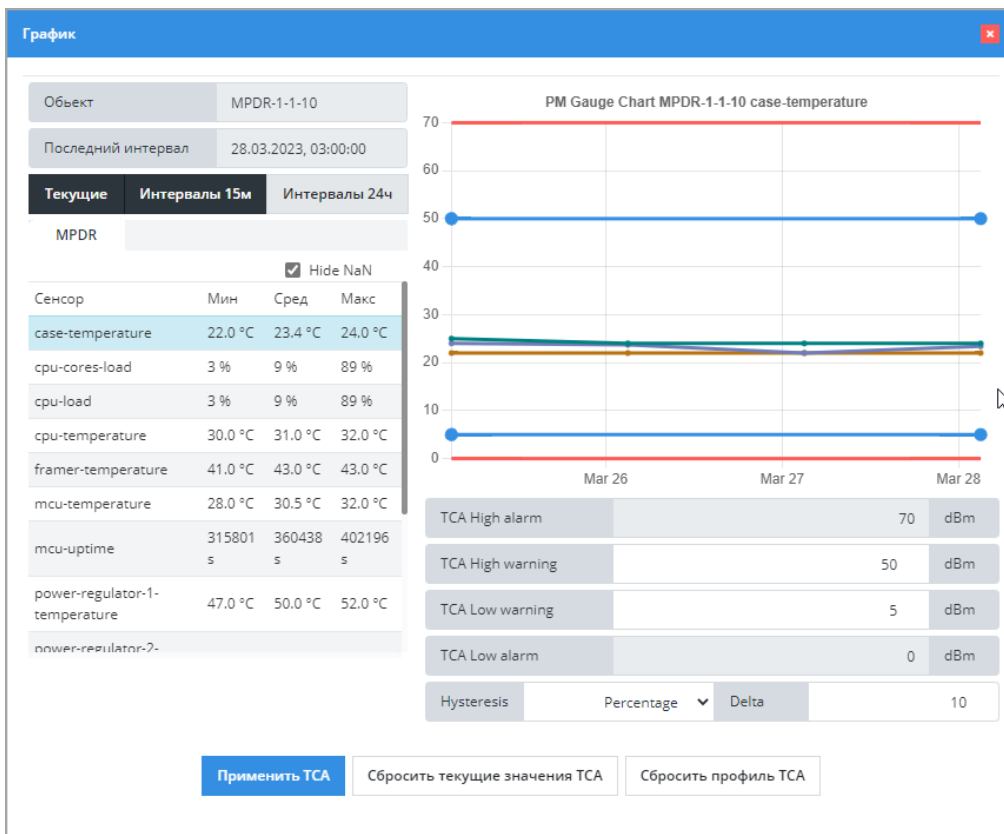 График
Обьект MPDR-1-1-10
Последний интервал 28.03.2023, 03:00:00
Текущие Интервалы 15м Интервалы 24ч
MPDR
Hide NaN
Сенсор Мин Сред Макс
case-temperature 22.0 °C 23.4 °C 24.0 °C
cpu-cores-load 3 % 9 % 89 %
cpu-load 3 % 9 % 89 %
cpu-temperature 30.0 °C 31.0 °C 32.0 °C
framer-temperature 41.0 °C 43.0 °C 43.0 °C
mcu-temperature 28.0 °C 30.5 °C 32.0 °C
mcu-uptime 315801 360438 402196
s s s
power-regulator-1-
temperature 47.0 °C 50.0 °C 52.0 °C
power-regulator-2-
PM Gauge Chart MPDR-1-1-10 case-temperature
70
60
50
40
30
20
10
0
Mar 26 Mar 27 Mar 28
TCA High alarm 70 dBm
TCA High warning 50 dBm
TCA Low warning 5 dBm
TCA Low alarm 0 dBm
Hysteresis Percentage Delta 10
Применить TCA Сбросить текущие значения TCA Сбросить профиль TCA